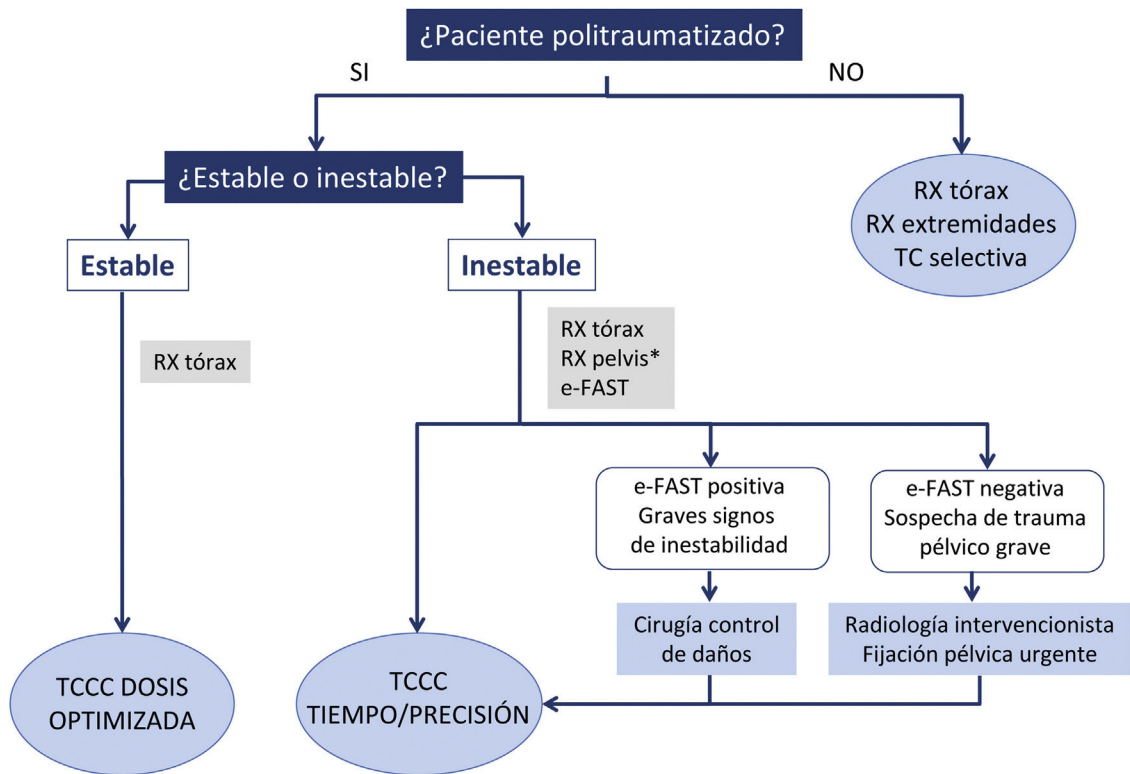 ¿Paciente politraumatizado?
SI
NO
¿Estable o inestable?
RX tórax
RX extremidades
TC selectiva
Estable
Inestable
RX tórax
RX tórax
RX pelvis*
e-FAST
e-FAST positiva
Graves signos
de inestabilidad
e-FAST negativa
Sospecha de trauma
pélvico grave
Cirugía control
de daños
Radiología intervencionista
Fijación pélvica urgente
TCCC DOSIS
OPTIMIZADA
TCCC
TIEMPO/PRECISIÓN